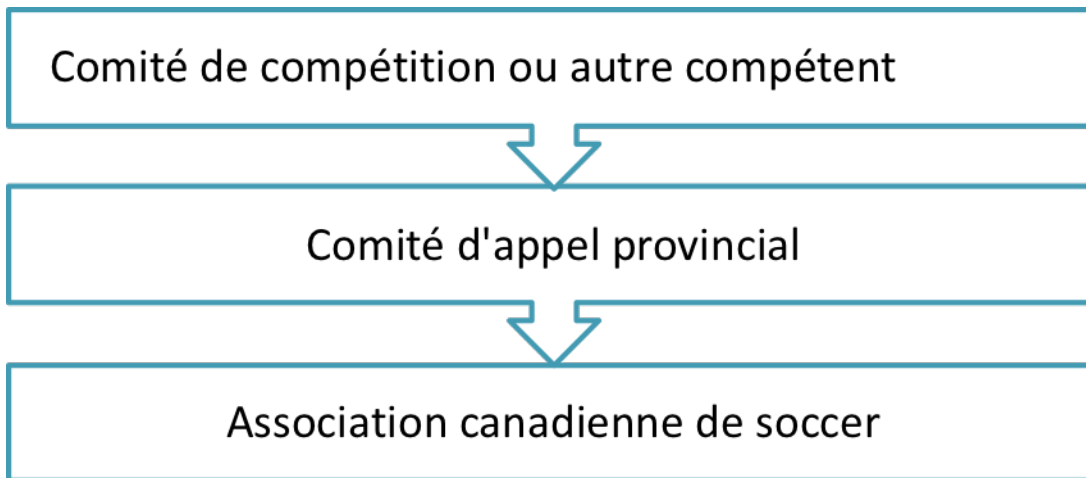 Comité de compétition ou autre compétent
Comité d'appel provincial
Association canadienne de soccer